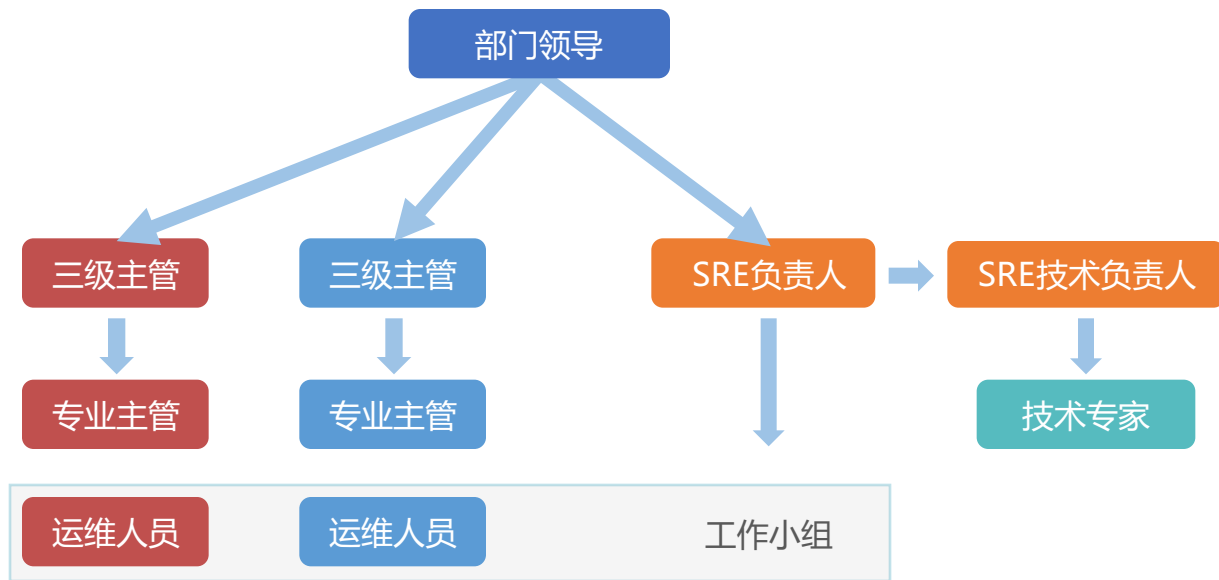 部门领导
三级主管
三级主管
SRE负责人
SRE技术负责人
专业主管
专业主管
技术专家
运维人员
运维人员
工作小组